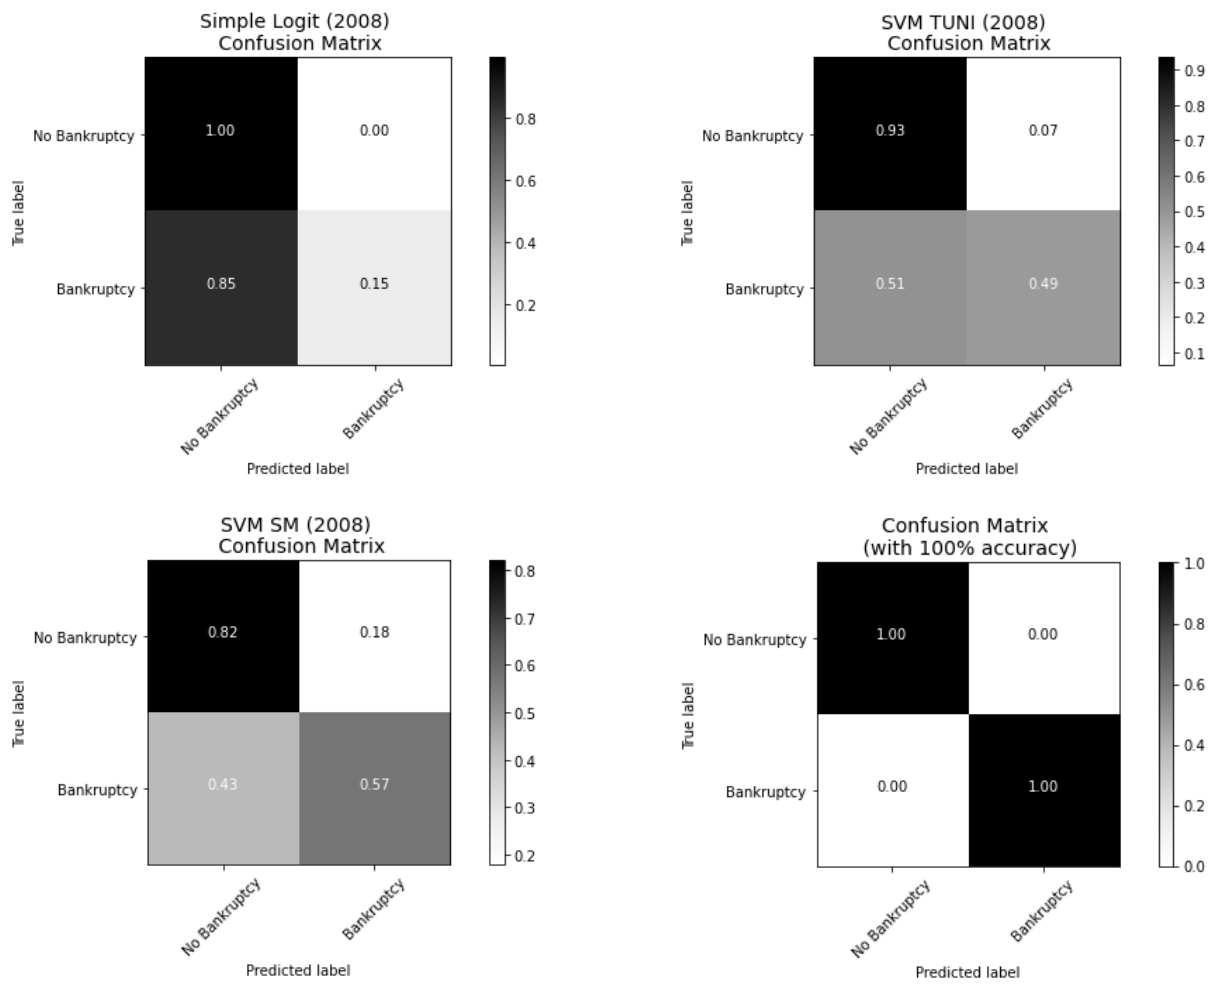 Simple Logit (2008)
Confusion Matrix
No Bankruptcy
1.00
0.00
Bankruptcy
0.85
0.15
True label
No Bankruptcy
Bankruptcy
Predicted label
0.8
0.6
0.4
0.2
SVM TUNI (2008)
Confusion Matrix
No Bankruptcy
0.93
0.07
Bankruptcy
0.51
0.49
True label
No Bankruptcy
Bankruptcy
Predicted label
0.9
0.8
0.7
0.6
0.5
0.4
0.3
0.2
0.1
SVM SM (2008)
Confusion Matrix
No Bankruptcy
0.82
0.18
Bankruptcy
0.43
0.57
True label
No Bankruptcy
Bankruptcy
Predicted label
0.8
0.7
0.6
0.5
0.4
0.3
0.2
Confusion Matrix
(with 100% accuracy)
No Bankruptcy
1.00
0.00
Bankruptcy
0.00
1.00
True label
No Bankruptcy
Bankruptcy
Predicted label
1.0
0.8
0.6
0.4
0.2
0.0